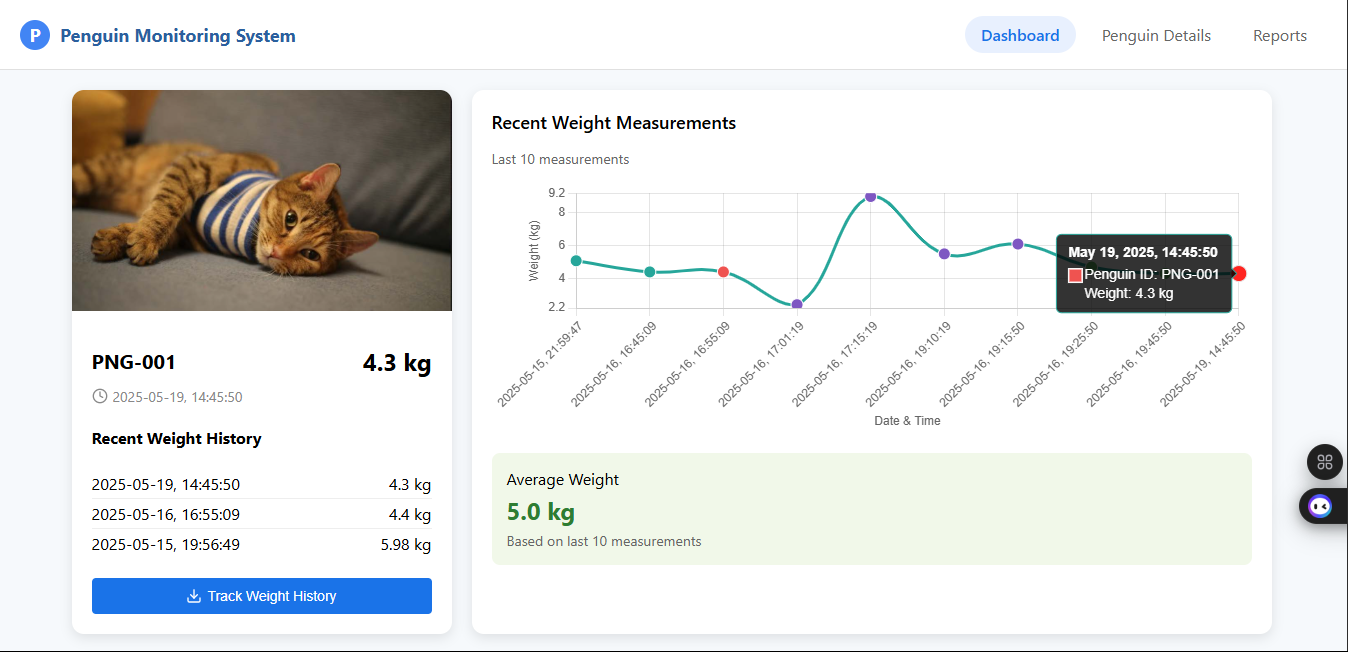 P Penguin Monitoring System
Dashboard Penguin Details Reports
PNG-001 4.3 kg
2025-05-19, 14:45:50
Recent Weight History
2025-05-19, 14:45:50 4.3 kg
2025-05-16, 16:55:09 4.4 kg
2025-05-15, 19:56:49 5.98 kg
Track Weight History
Recent Weight Measurements
Last 10 measurements
Weight (kg)
9.2
8
6
4
2.2
May 19, 2025, 14:45:50
Penguin ID: PNG-001
Weight: 4.3 kg
2025-05-15, 21:59:47
2025-05-16, 16:45:09
2025-05-16, 16:55:09
2025-05-16, 17:01:19
2025-05-16, 17:15:19
2025-05-16, 19:10:19
2025-05-16, 19:15:50
2025-05-16, 19:25:50
2025-05-16, 19:45:50
2025-05-19, 14:45:50
Date & Time
Average Weight
5.0 kg
Based on last 10 measurements